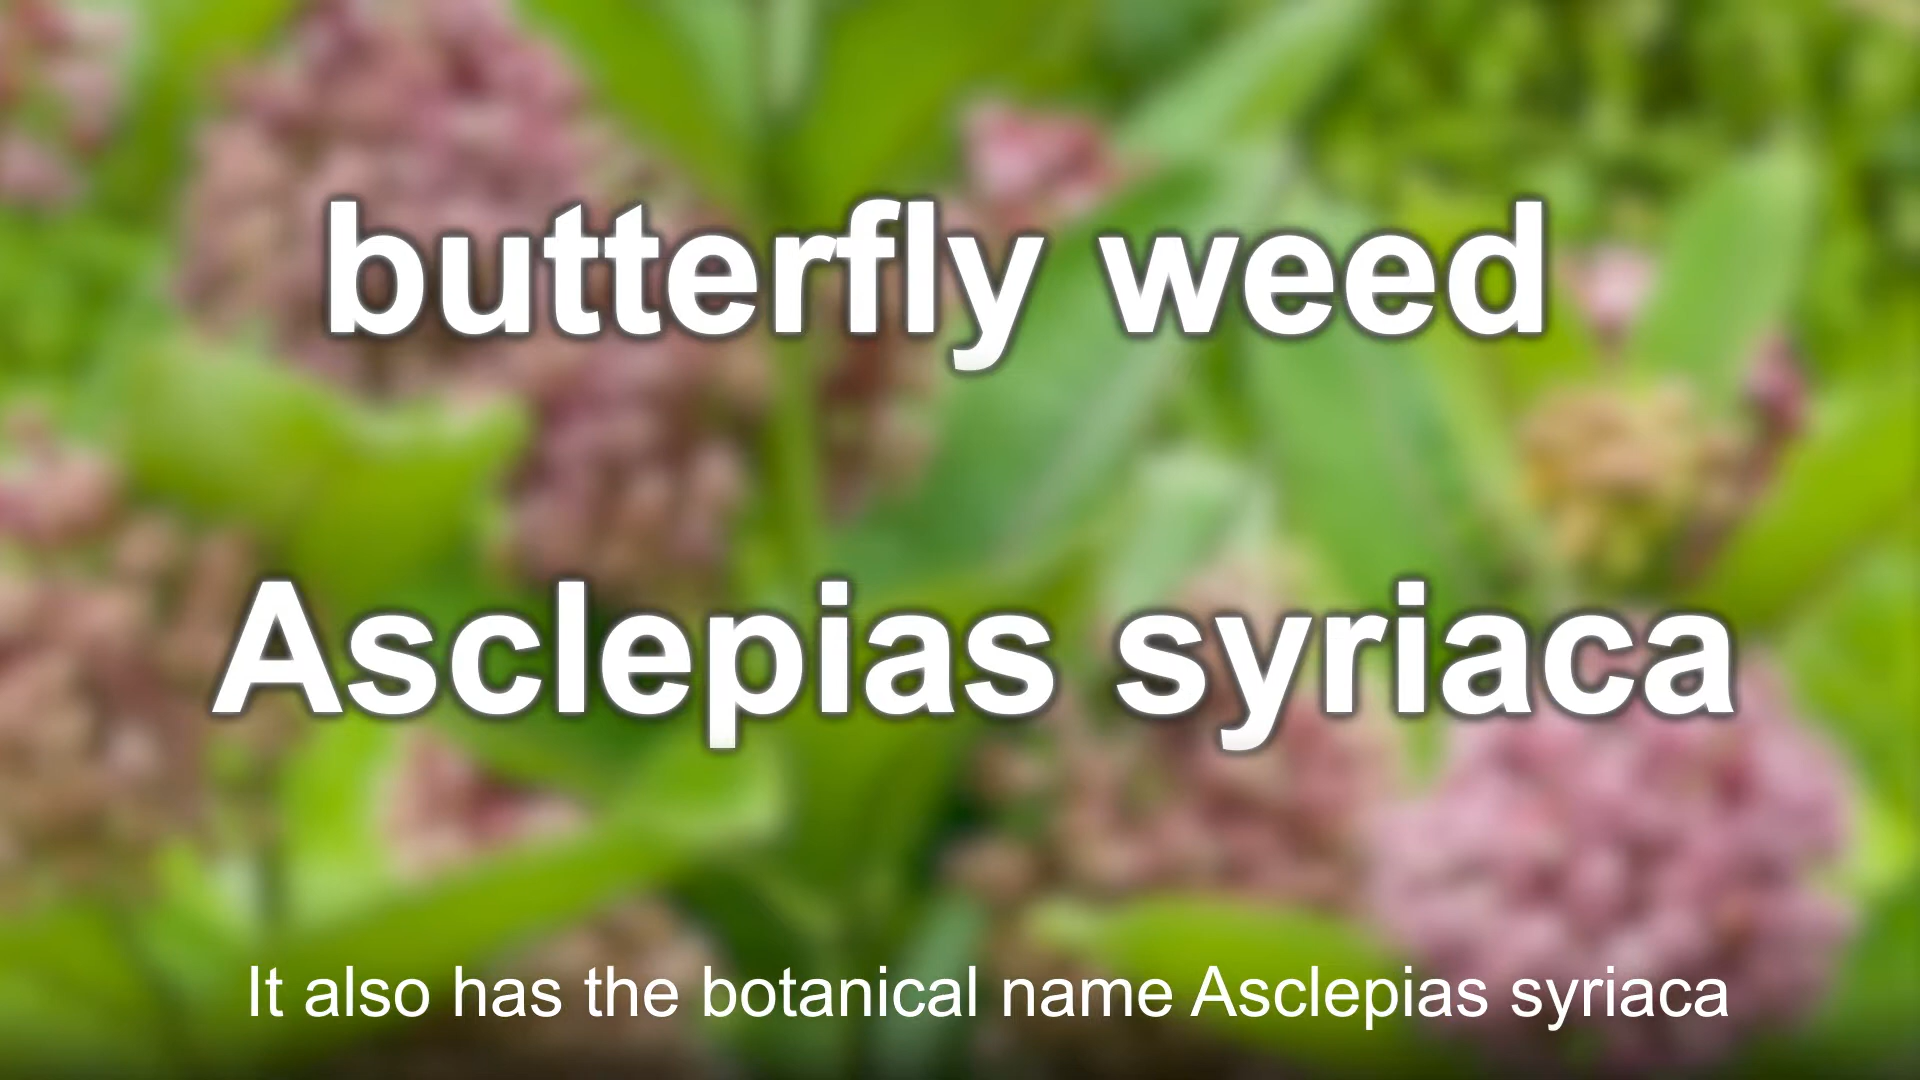 butterfly weed
Asclepias syriaca
It also has the botanical name Asclepias syriaca